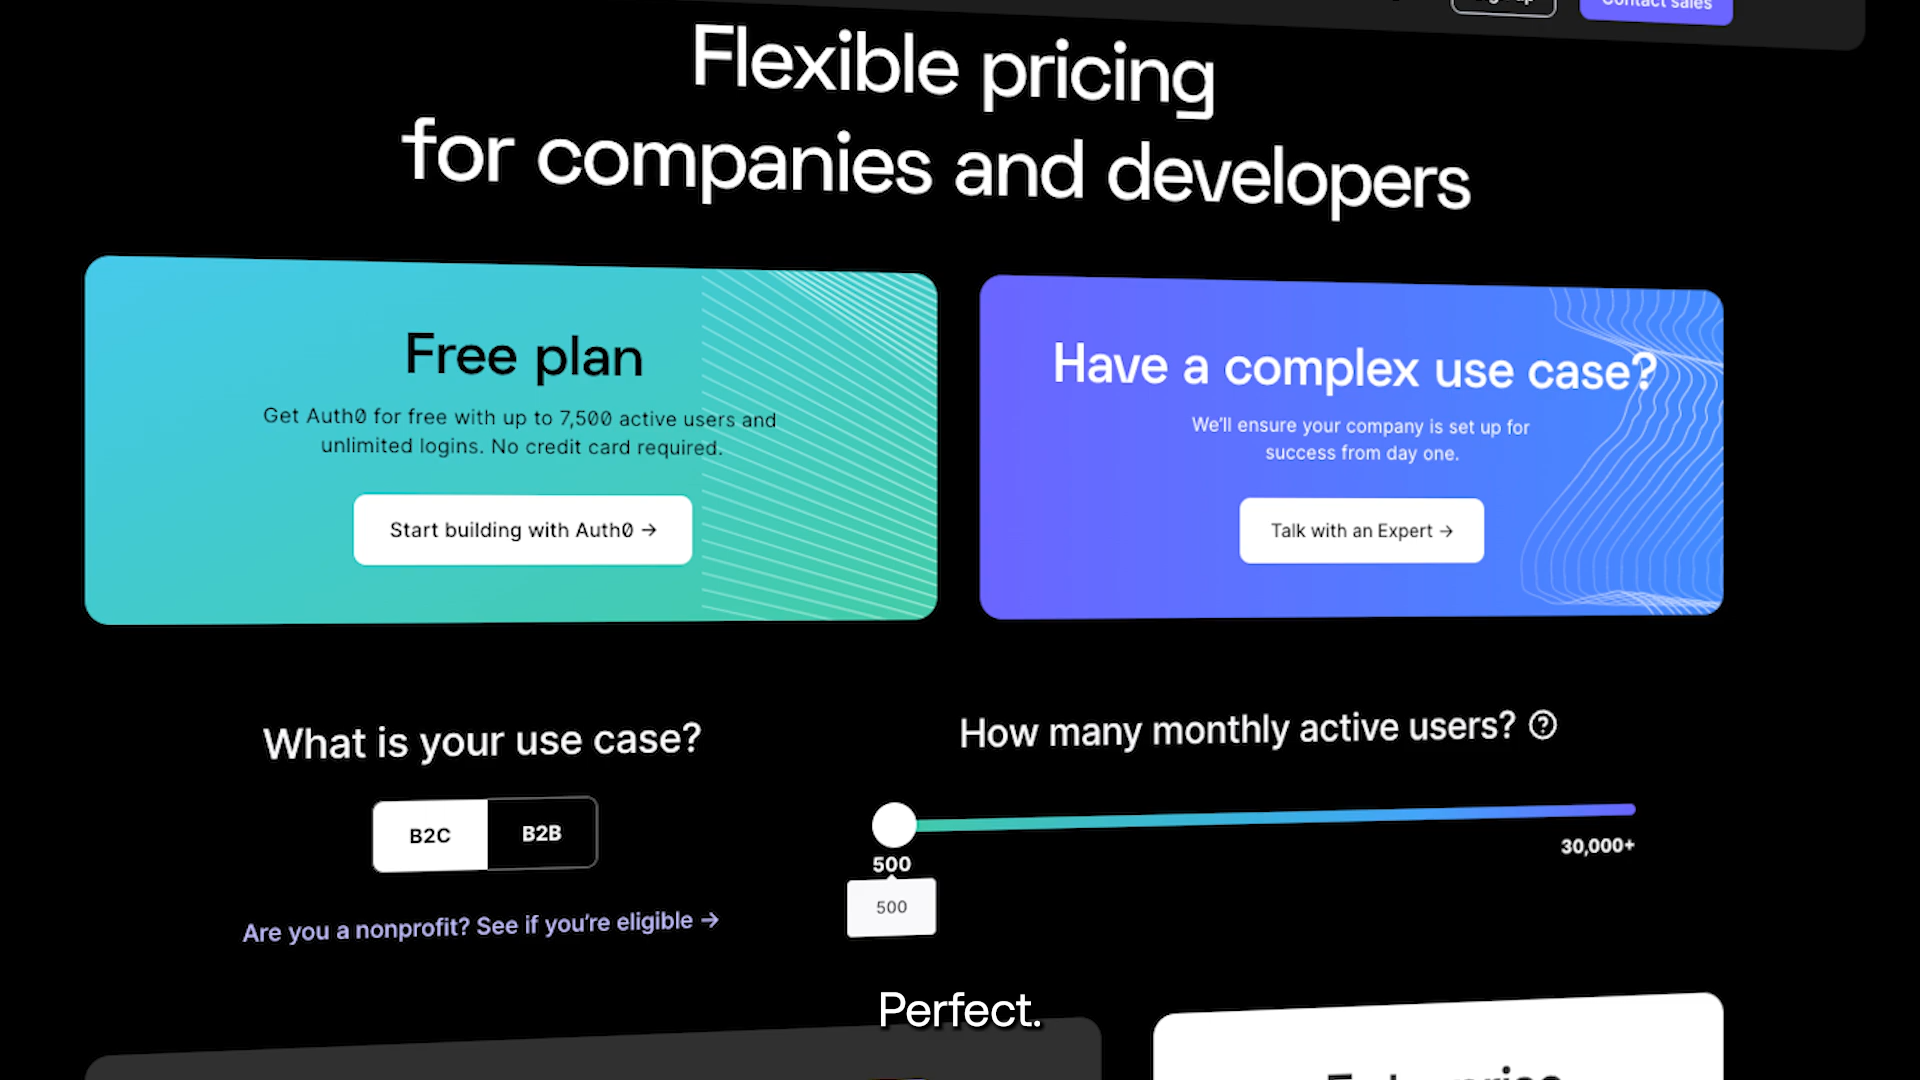 Contact sales
Flexible pricing
for companies and developers
Free plan
Get Auth0 for free with up to 7,500 active users and
unlimited logins. No credit card required.
Start building with Auth0 →
Have a complex use case?
We'll ensure your company is set up for
success from day one.
Talk with an Expert →
What is your use case?
B2C
B2B
Are you a nonprofit? See if you're eligible →
How many monthly active users?
500
30,000+
500
Perfect.